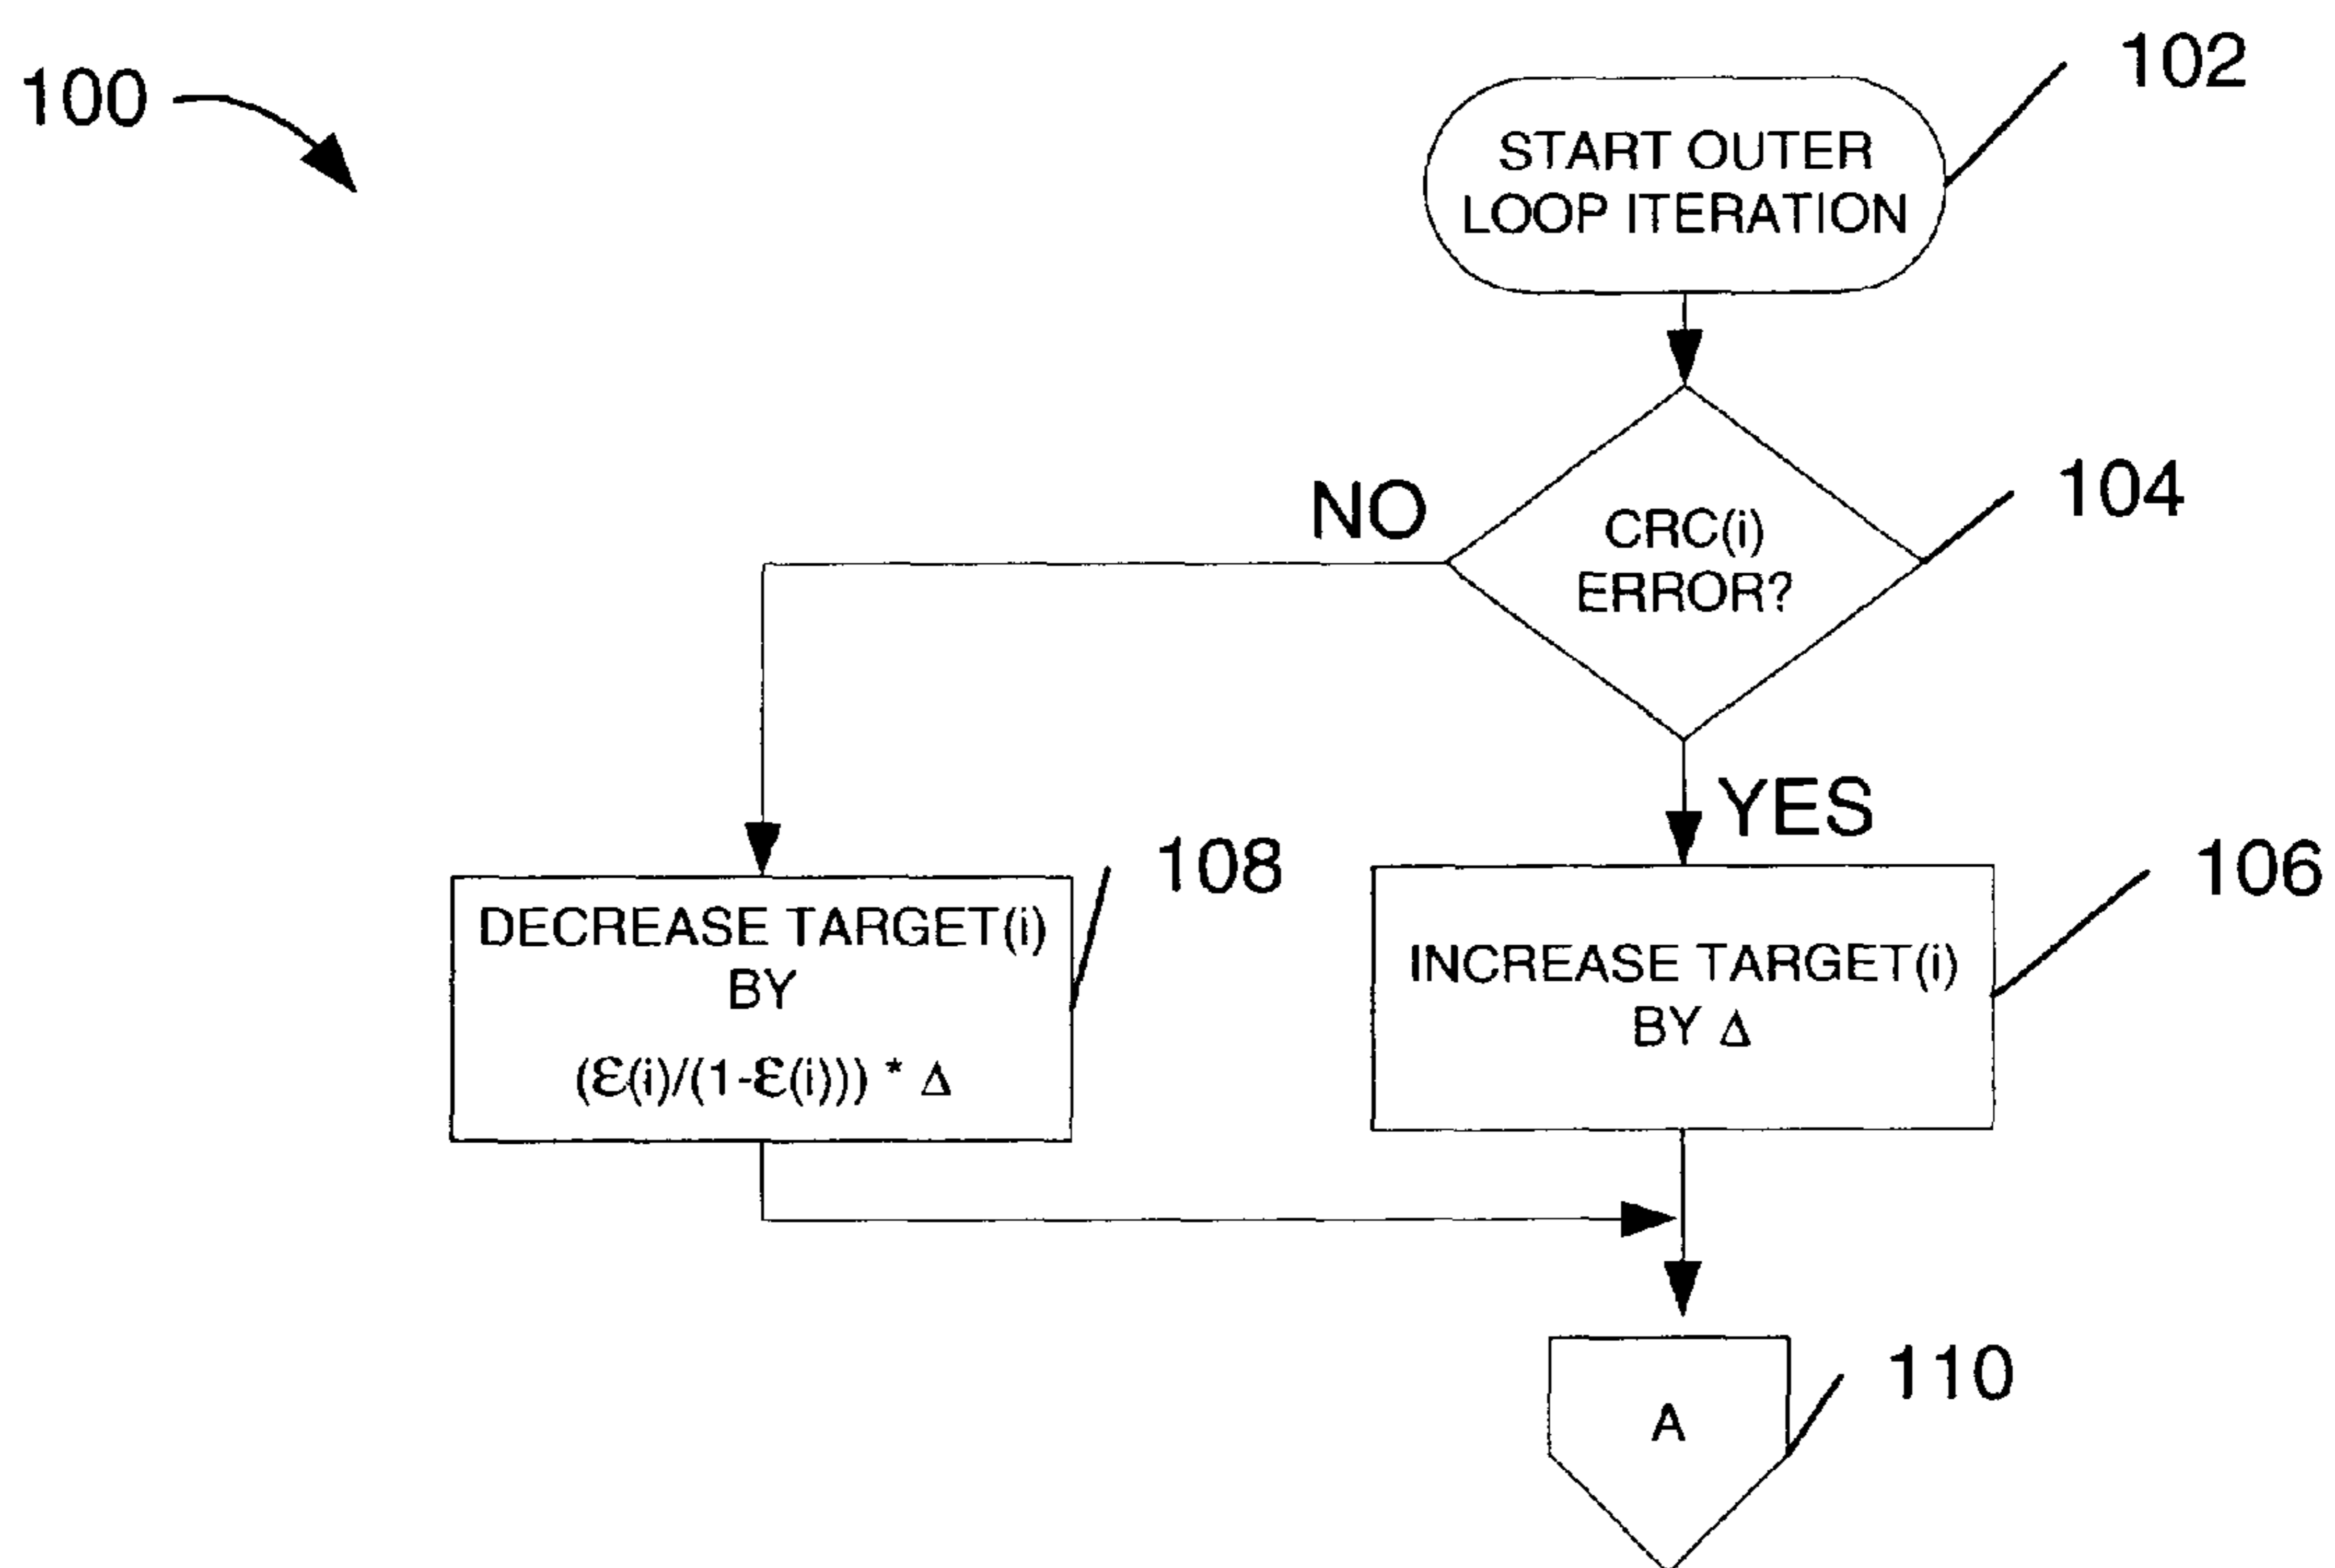 100
102
START OUTER
LOOP ITERATION
104
NO
CRC(i)
ERROR?
YES
108
106
DECREASE TARGET(i)
BY
(ε(i)/(1-ε(i))) * Δ
INCREASE TARGET(i)
BY Δ
110
A